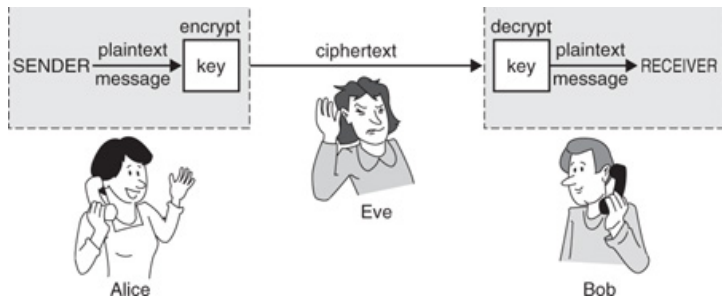 encrypt
decrypt
SENDER
plaintext
message
key
ciphertext
key
plaintext
message
RECEIVER
Eve
Alice
Bob